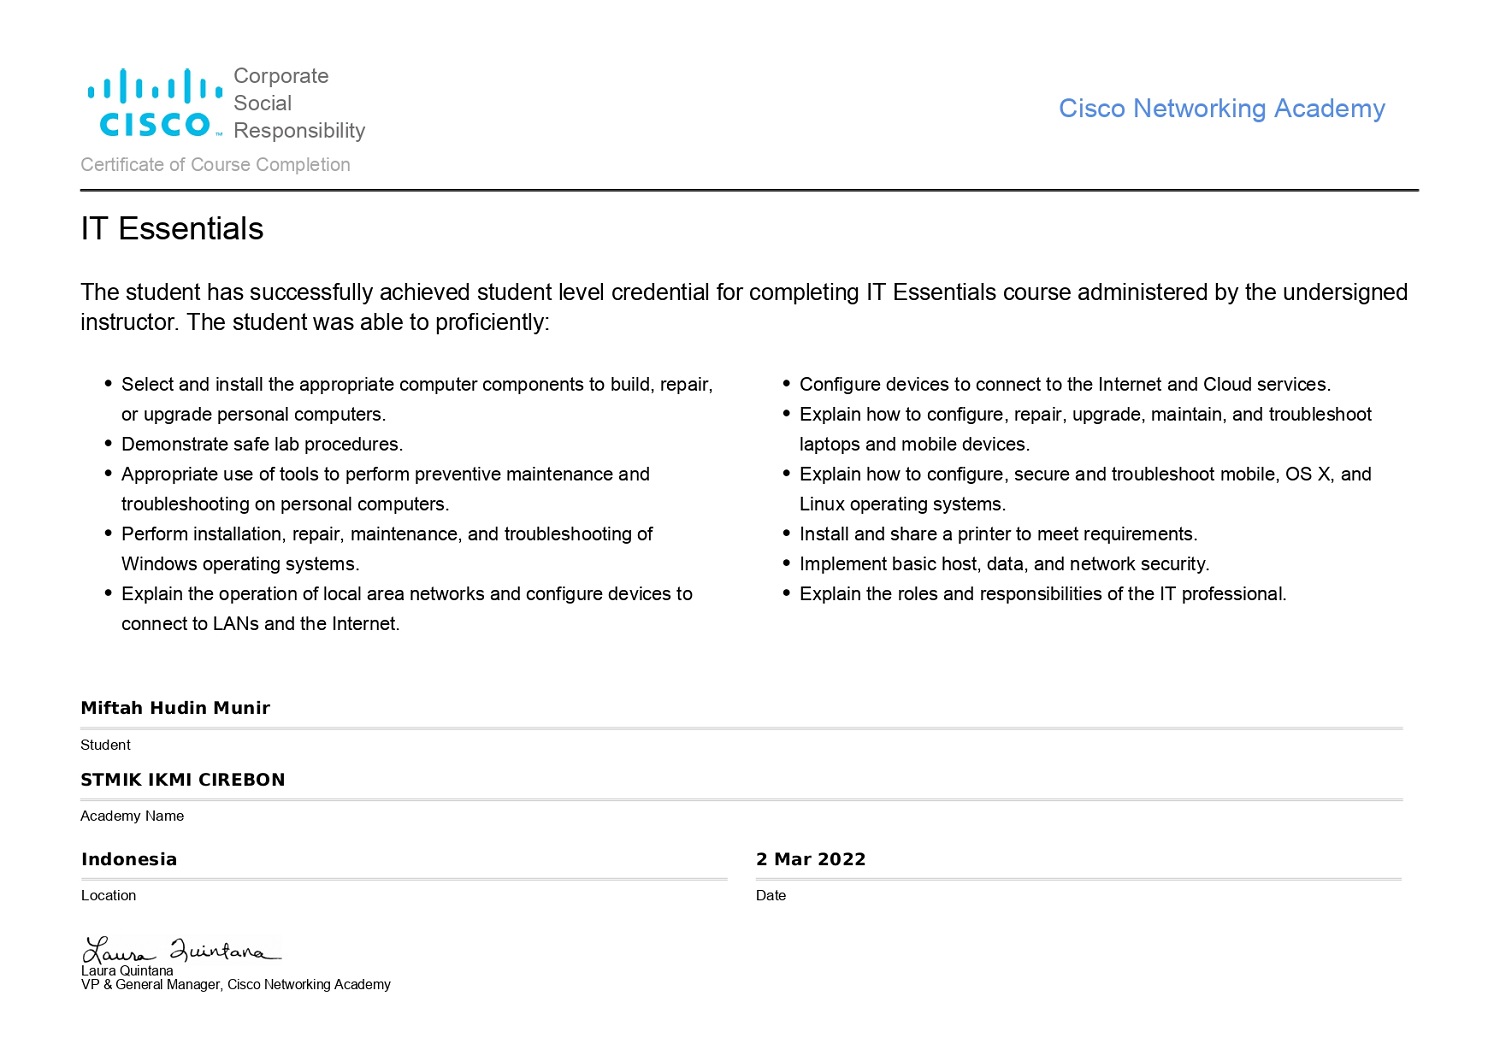 Corporate
Social
Responsibility
CISCO™
Cisco Networking Academy
Certificate of Course Completion
IT Essentials
The student has successfully achieved student level credential for completing IT Essentials course administered by the undersigned
instructor. The student was able to proficiently:
• Select and install the appropriate computer components to build, repair,
or upgrade personal computers.
• Demonstrate safe lab procedures.
• Appropriate use of tools to perform preventive maintenance and
troubleshooting on personal computers.
• Perform installation, repair, maintenance, and troubleshooting of
Windows operating systems.
• Explain the operation of local area networks and configure devices to
connect to LANs and the Internet.
• Configure devices to connect to the Internet and Cloud services.
• Explain how to configure, repair, upgrade, maintain, and troubleshoot
laptops and mobile devices.
• Explain how to configure, secure and troubleshoot mobile, OS X, and
Linux operating systems.
• Install and share a printer to meet requirements.
• Implement basic host, data, and network security.
• Explain the roles and responsibilities of the IT professional.
Miftah Hudin Munir
Student
STMIK IKMI CIREBON
Academy Name
Indonesia
Location
2 Mar 2022
Date
Laura Quintana
Laura Quintana
VP & General Manager, Cisco Networking Academy